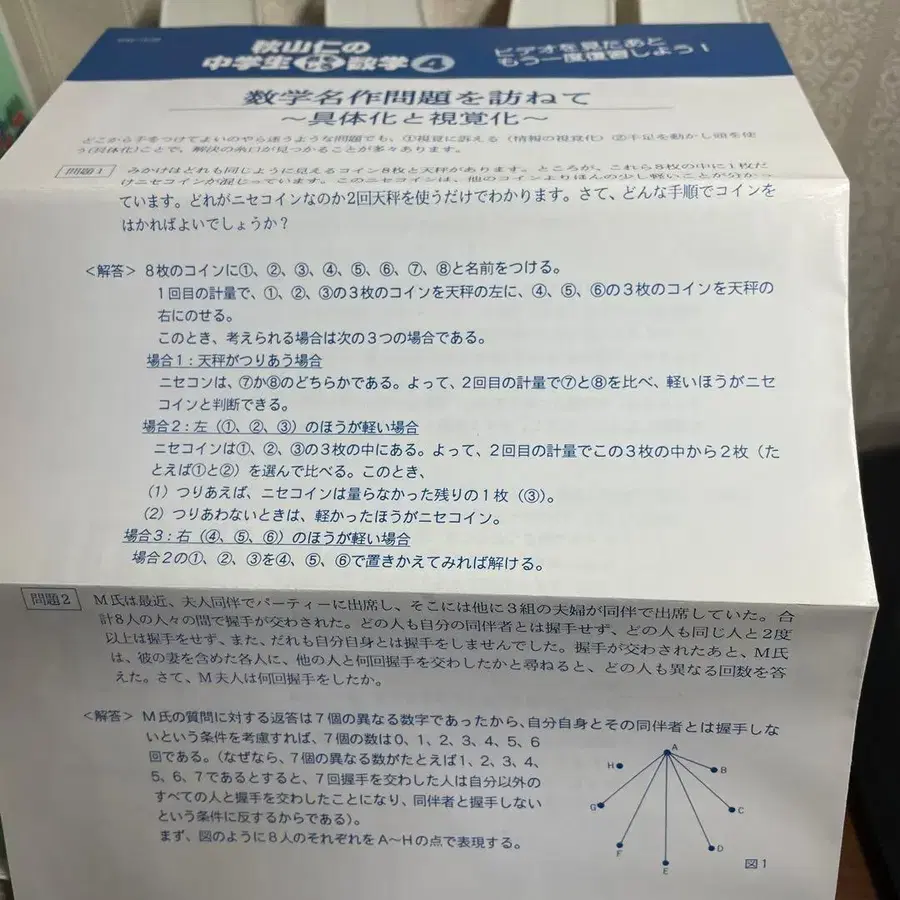 秋山仁の
中学生 数学④
ビデオを見たあと
もう一度復習しよう！
数学名作問題を訪ねて
～具体化と視覚化～
どこから手をつけてよいのやら迷うような問題でも、①視覚に訴える（情報の視覚化）②手足を動かし頭を使
う(具体化)ことで、解決の糸口が見つかることが多々あります。
問題1 みかけはどれも同じように見えるコイン8枚と天秤があります。ところが、これら8枚の中に1枚だ
けニセコインが混じっています。このニセコインは、他のコインよりほんの少し軽いことが分かっ
ています。どれがニセコインなのか2回天秤を使うだけでわかります。さて、どんな手順でコインを
はかればよいでしょうか？
＜解答＞ 8枚のコインに①、②、③、④、⑤、⑥、⑦、⑧と名前をつける。
1回目の計量で、①、②、③の3枚のコインを天秤の左に、④、⑤、⑥の3枚のコインを天秤の
右にのせる。
このとき、考えられる場合は次の3つの場合である。
場合1：天秤がつりあう場合
ニセコンは、⑦か⑧のどちらかである。よって、2回目の計量で⑦と⑧を比べ、軽いほうがニセ
コインと判断できる。
場合2：左（①、②、③）のほうが軽い場合
ニセコインは①、②、③の3枚の中にある。よって、2回目の計量でこの3枚の中から2枚（た
とえば①と②）を選んで比べる。このとき、
（1）つりあえば、ニセコインは量らなかった残りの1枚（③）。
（2）つりあわないときは、軽かったほうがニセコイン。
場合3：右（④、⑤、⑥）のほうが軽い場合
場合2の①、②、③を④、⑤、⑥で置きかえてみれば解ける。
問題2 M氏は最近、夫人同伴でパーティーに出席し、そこには他に3組の夫婦が同伴で出席していた。合
計8人の人々の間で握手が交わされた。どの人も自分の同伴者とは握手せず、どの人も同じ人と2度
以上は握手をせず、また、だれも自分自身とは握手をしませんでした。握手が交わされたあと、M氏
は、彼の妻を含めた各人に、他の人と何回握手を交わしたかと尋ねると、どの人も異なる回数を答
えた。さて、M夫人は何回握手をしたか。
＜解答＞ M氏の質問に対する返答は7個の異なる数字であったから、自分自身とその同伴者とは握手しな
いという条件を考慮すれば、7個の数は0、1、2、3、4、5、6
回である。(なぜなら、7個の異なる数がたとえば1、2、3、4、
5、6、7であるとすると、7回握手を交わした人は自分以外の
すべての人と握手を交わしたことになり、同伴者と握手しない
という条件に反するからである)。
まず、図のように8人のそれぞれをA～Hの点で表現する。
A
H
B
G
C
F
D
E
図1